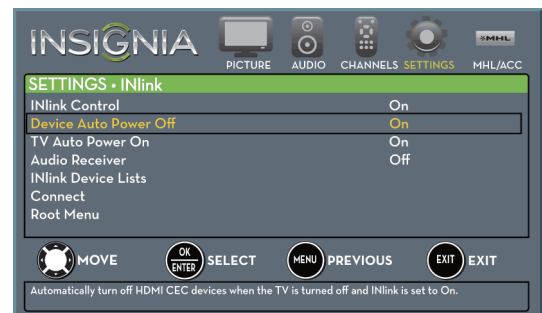 INSIGNIA
PICTURE AUDIO CHANNELS SETTINGS MHL/ACC
MHL
SETTINGS • INlink
INlink Control On
Device Auto Power Off On
TV Auto Power On On
Audio Receiver Off
INlink Device Lists
Connect
Root Menu
MOVE OK ENTER SELECT MENU PREVIOUS EXIT EXIT
Automatically turn off HDMI CEC devices when the TV is turned off and INlink is set to On.